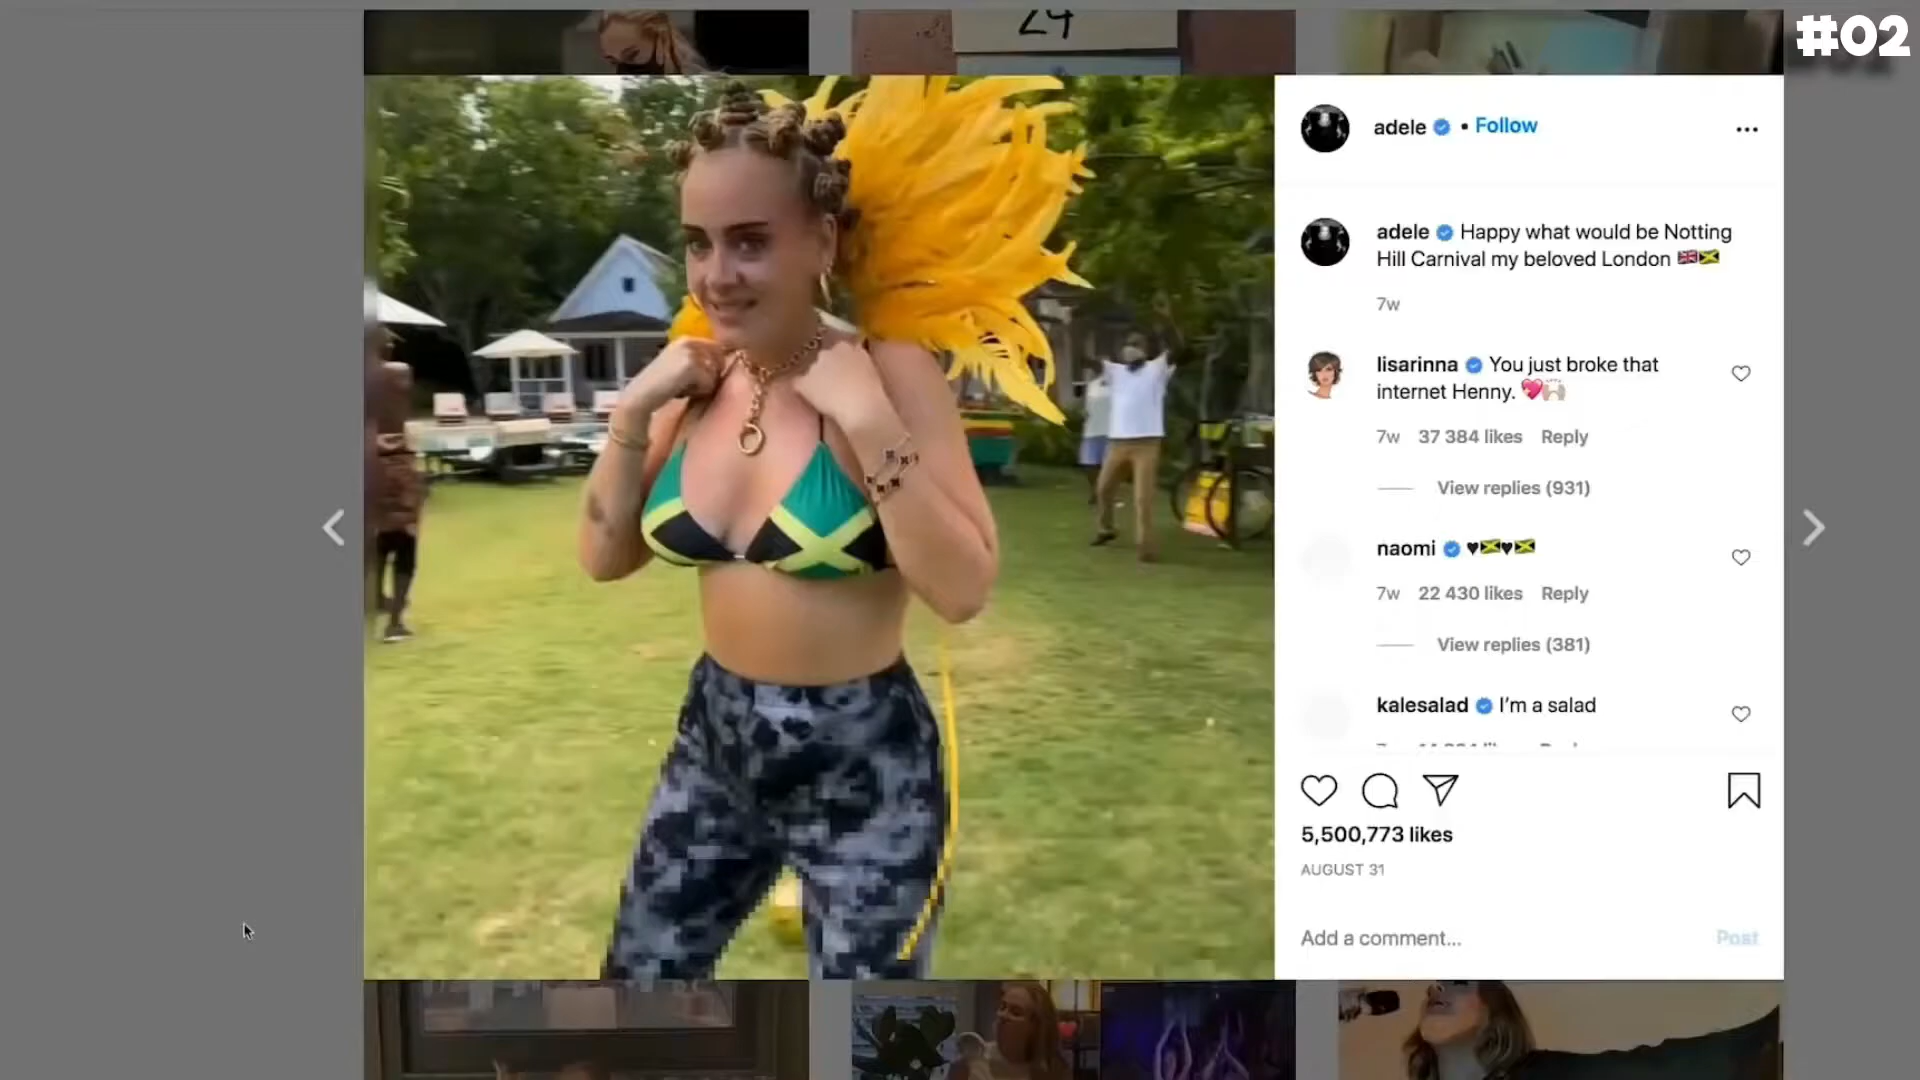 24
#02
adele • Follow
adele Happy what would be Notting
Hill Carnival my beloved London 🇬🇧🇯🇲
7w
lisarinna You just broke that
internet Henny. 💖🙌🏼
7w 37 384 likes Reply
View replies (931)
naomi ♥️🇯🇲♥️🇯🇲
7w 22 430 likes Reply
View replies (381)
kalesalad I'm a salad
5,500,773 likes
AUGUST 31
Add a comment... Post